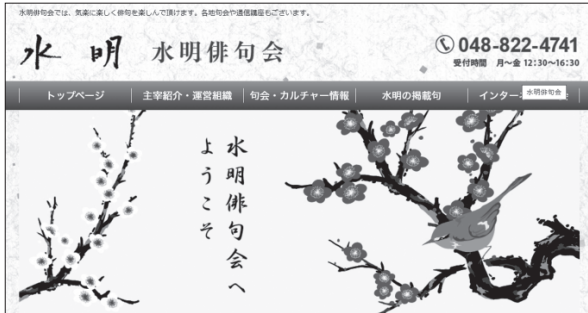 水明俳句会では、気楽に楽しく俳句を楽しんで頂けます。各地句会や通信講座もございます。
水明 水明俳句会
048-822-4741
受付時間 月～金 12:30～16:30
トップページ 主宰紹介・運営組織 句会・カルチャー情報 水明の掲載句 インター
水明俳句会
水明俳句会へ
ようこそ